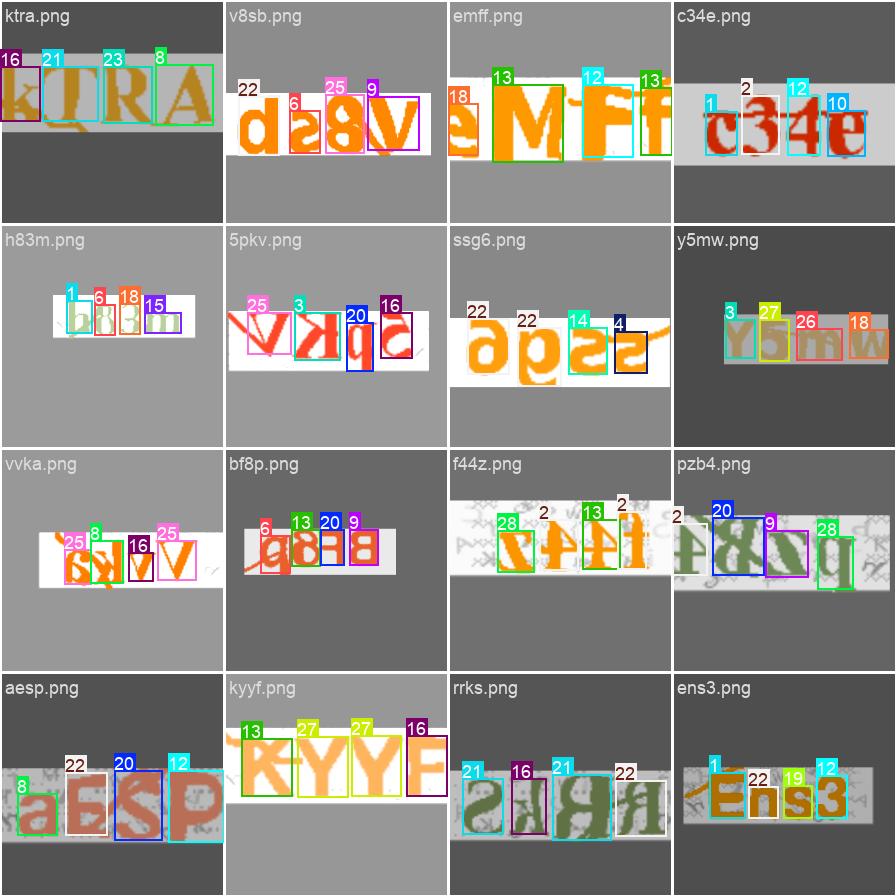 ktra.png
16 21 23 8
kTRA
v8sb.png
22 6 25 9
ds8V
emff.png
18 13 12 13
eMFf
c34e.png
1 2 12 10
c34e
h83m.png
1 6 18 15
h83m
5pkv.png
25 3 20 16
VKq5
ssg6.png
22 22 14 4
6gss
y5mw.png
3 27 26 18
Y5mw
vvka.png
25 8 16 25
akvV
bf8p.png
6 13 20 9
q8FB
f44z.png
28 2 13 2
z44f
pzb4.png
2 20 9 28
4BZq
aesp.png
8 22 20 12
aESP
kyyf.png
13 27 27 16
KYYF
rrks.png
21 16 21 22
SkRR
ens3.png
1 22 19 12
Ens3